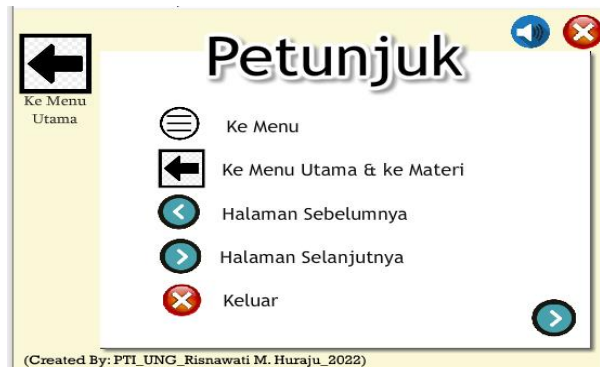 Petunjuk
Ke Menu
Utama
Ke Menu
Ke Menu Utama & ke Materi
Halaman Sebelumnya
Halaman Selanjutnya
Keluar
(Created By: PTI_UNG_Risnawati M. Huraju_2022)